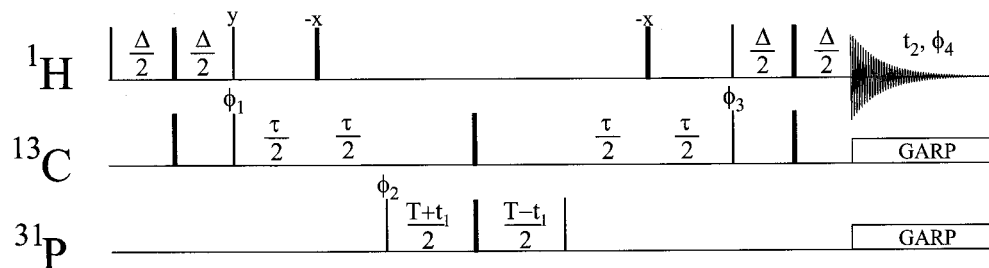 y -x -x
¹H Δ/2 Δ/2 Δ/2 Δ/2 t₂, ϕ₄
ϕ₁ ϕ₃
¹³C τ/2 τ/2 τ/2 τ/2 GARP
ϕ₂
³¹P T+t₁/2 T−t₁/2 GARP